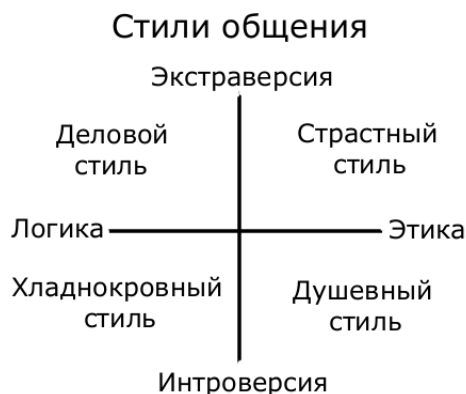 Стили общения
Экстраверсия
Деловой
стиль
Страстный
стиль
Логика
Этика
Хладнокровный
стиль
Душевный
стиль
Интроверсия